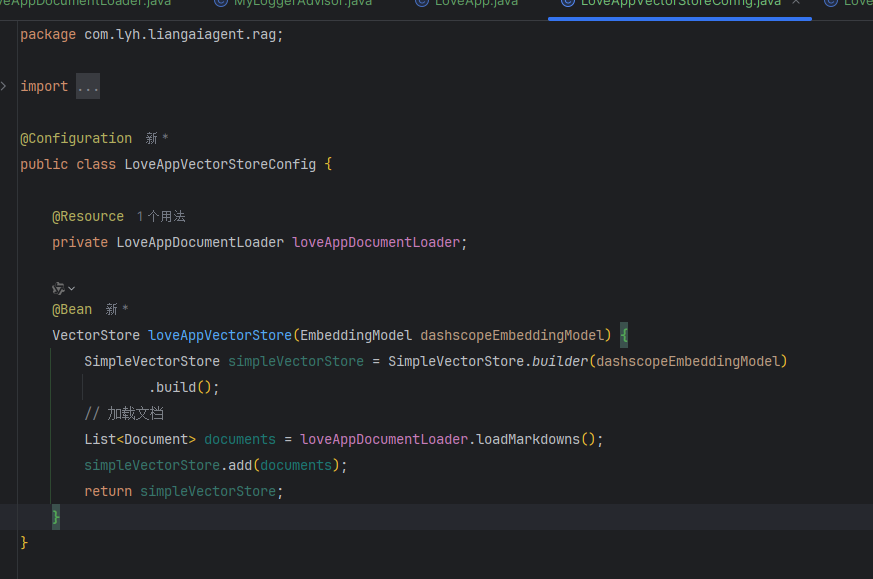 veAppDocumentLoader.java MyLoggerAdvisor.java LoveApp.java LoveAppVectorStoreConfig.java × Love
package com.lyh.liangaiagent.rag;
import ...
@Configuration 新 *
public class LoveAppVectorStoreConfig {
@Resource 1 个用法
private LoveAppDocumentLoader loveAppDocumentLoader;
@Bean 新 *
VectorStore loveAppVectorStore(EmbeddingModel dashscopeEmbeddingModel) {
SimpleVectorStore simpleVectorStore = SimpleVectorStore.builder(dashscopeEmbeddingModel)
.build();
// 加载文档
List<Document> documents = loveAppDocumentLoader.loadMarkdowns();
simpleVectorStore.add(documents);
return simpleVectorStore;
}
}